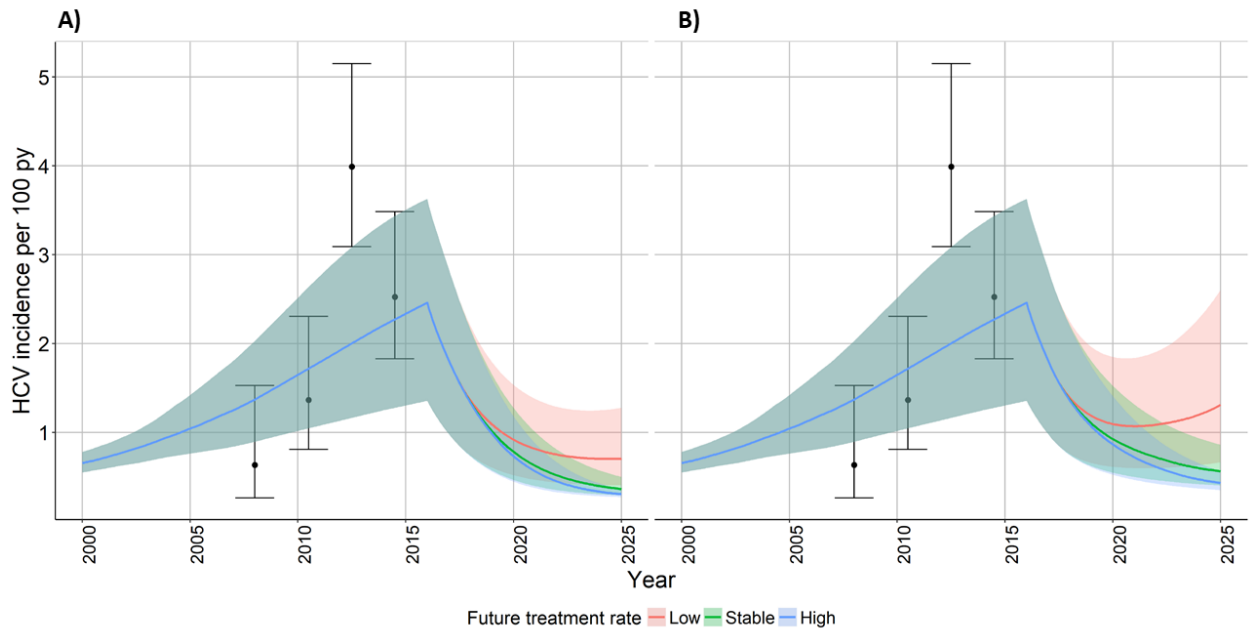 A)
B)
HCV incidence per 100 py
5
4
3
2
1
2000 2005 2010 2015 2020 2025 2000 2005 2010 2015 2020 2025
Year
Future treatment rate Low Stable High